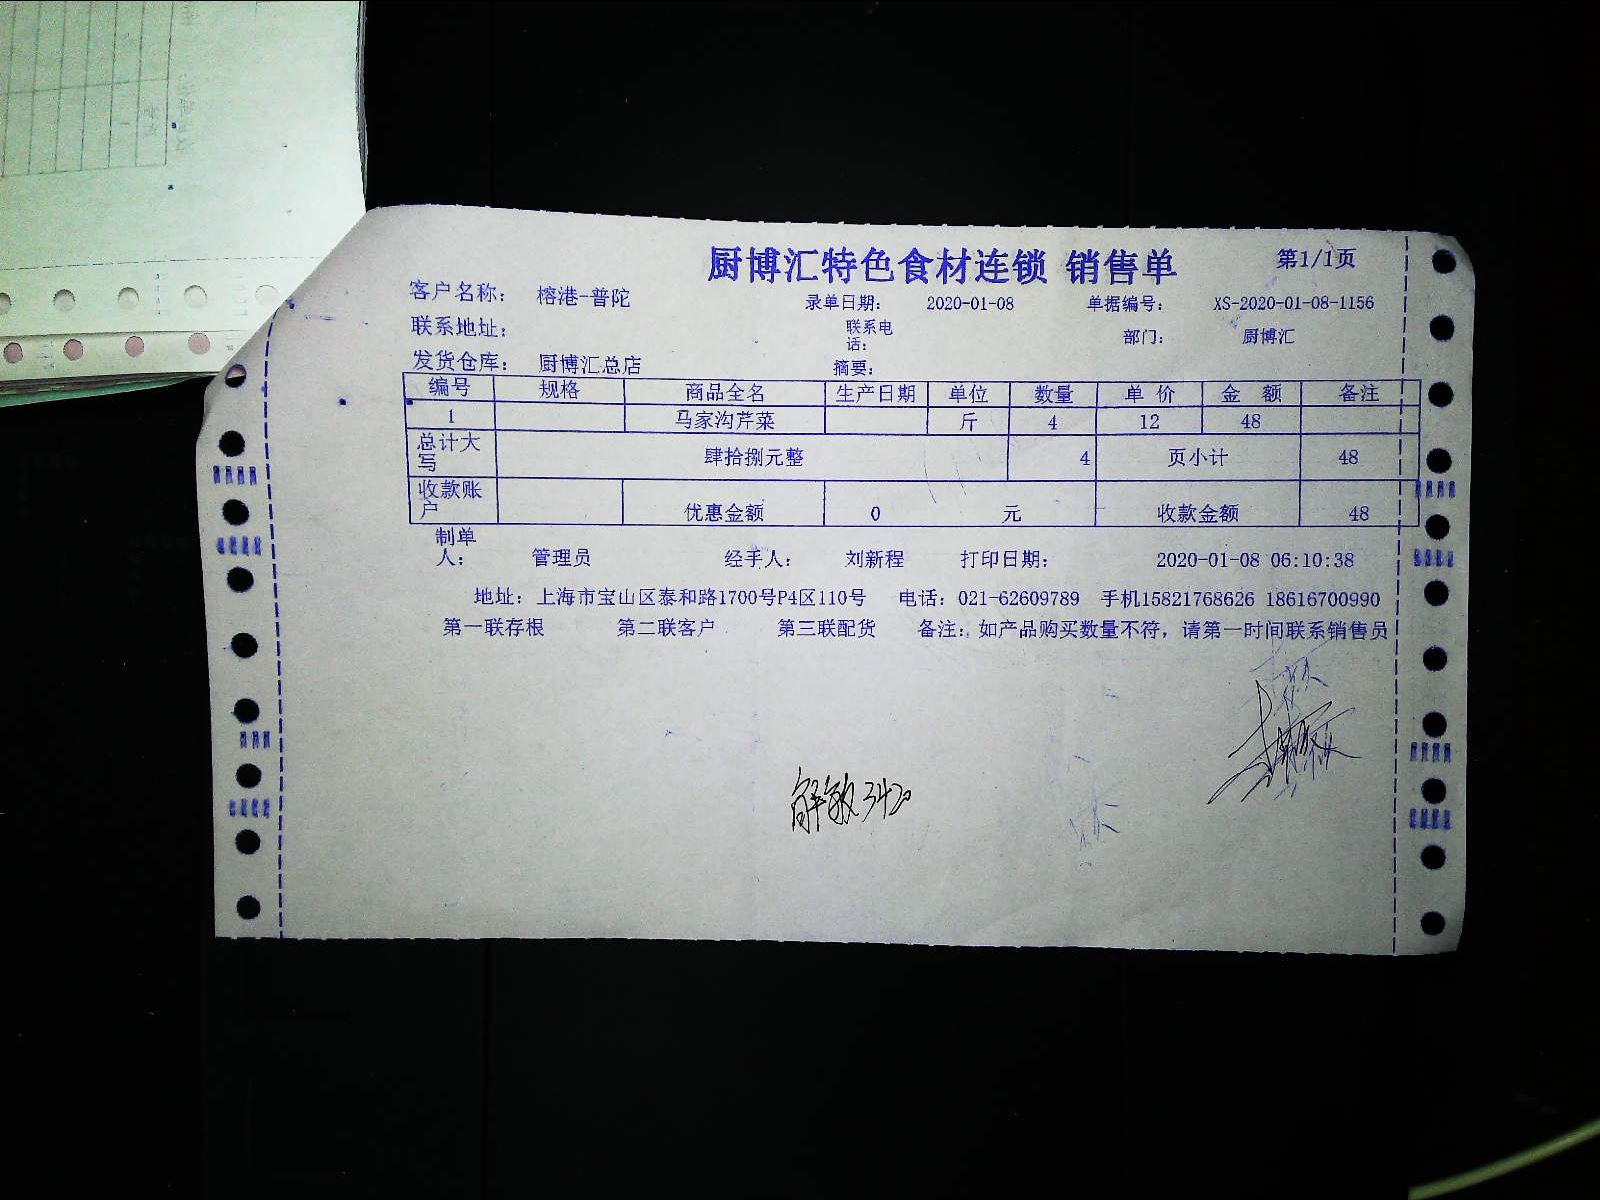 厨博汇特色食材连锁 销售单 第1/1页
客户名称： 榕港-普陀 录单日期： 2020-01-08 单据编号： XS-2020-01-08-1156
联系地址： 联系电话： 部门： 厨博汇
发货仓库： 厨博汇总店 摘要：
编号 规格 商品全名 生产日期 单位 数量 单价 金额 备注
1 马家沟芹菜 斤 4 12 48
总计大写 肆拾捌元整 4 页小计 48
收款账户 优惠金额 0 元 收款金额 48
制单人： 管理员 经手人： 刘新程 打印日期： 2020-01-08 06:10:38
地址：上海市宝山区泰和路1700号P4区110号 电话：021-62609789 手机15821768626 18616700990
第一联存根 第二联客户 第三联配货 备注：如产品购买数量不符，请第一时间联系销售员